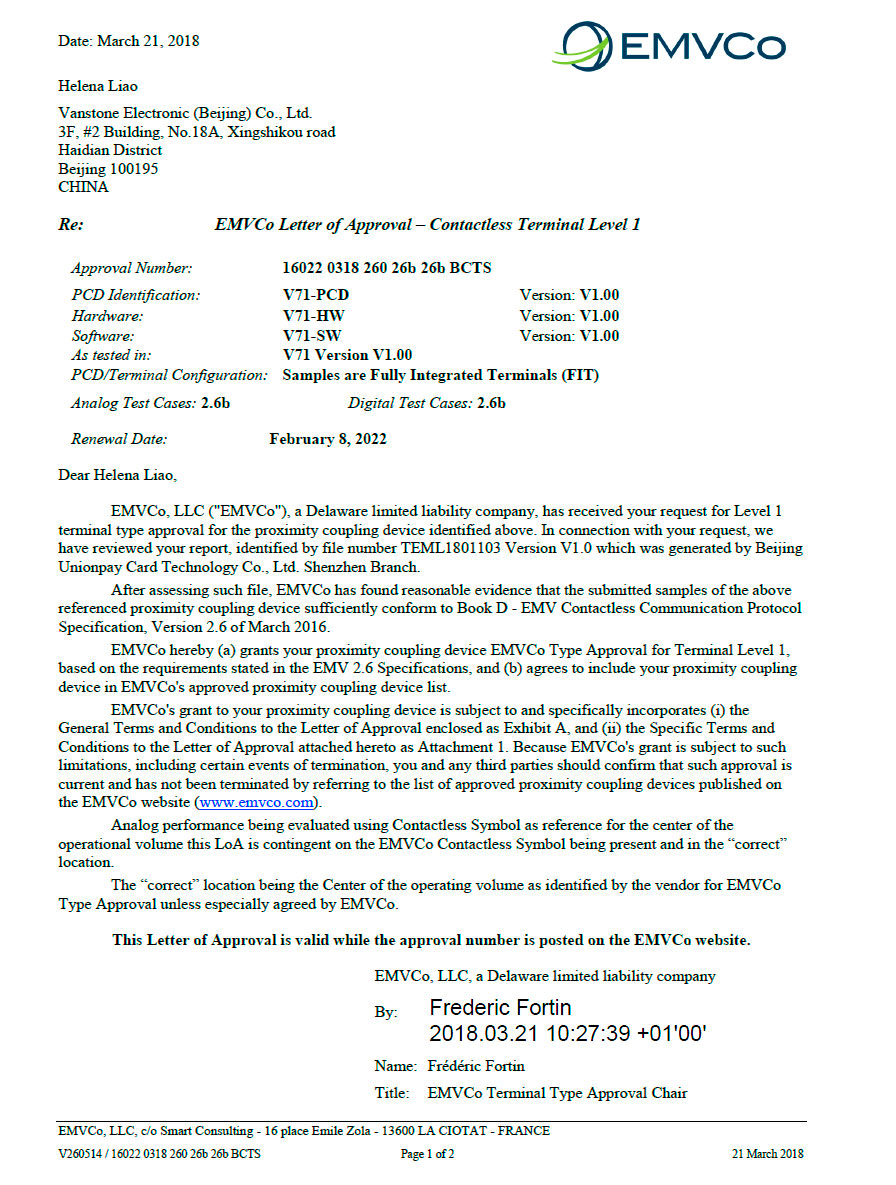 Date: March 21, 2018
EMVCo
Helena Liao
Vanstone Electronic (Beijing) Co., Ltd.
3F, #2 Building, No.18A, Xingshikou road
Haidian District
Beijing 100195
CHINA
Re: EMVCo Letter of Approval – Contactless Terminal Level 1
Approval Number: 16022 0318 260 26b 26b BCTS
PCD Identification: V71-PCD Version: V1.00
Hardware: V71-HW Version: V1.00
Software: V71-SW Version: V1.00
As tested in: V71 Version V1.00
PCD/Terminal Configuration: Samples are Fully Integrated Terminals (FIT)
Analog Test Cases: 2.6b Digital Test Cases: 2.6b
Renewal Date: February 8, 2022
Dear Helena Liao,
EMVCo, LLC ("EMVCo"), a Delaware limited liability company, has received your request for Level 1
terminal type approval for the proximity coupling device identified above. In connection with your request, we
have reviewed your report, identified by file number TEML1801103 Version V1.0 which was generated by Beijing
Unionpay Card Technology Co., Ltd. Shenzhen Branch.
After assessing such file, EMVCo has found reasonable evidence that the submitted samples of the above
referenced proximity coupling device sufficiently conform to Book D - EMV Contactless Communication Protocol
Specification, Version 2.6 of March 2016.
EMVCo hereby (a) grants your proximity coupling device EMVCo Type Approval for Terminal Level 1,
based on the requirements stated in the EMV 2.6 Specifications, and (b) agrees to include your proximity coupling
device in EMVCo's approved proximity coupling device list.
EMVCo's grant to your proximity coupling device is subject to and specifically incorporates (i) the
General Terms and Conditions to the Letter of Approval enclosed as Exhibit A, and (ii) the Specific Terms and
Conditions to the Letter of Approval attached hereto as Attachment 1. Because EMVCo's grant is subject to such
limitations, including certain events of termination, you and any third parties should confirm that such approval is
current and has not been terminated by referring to the list of approved proximity coupling devices published on
the EMVCo website (www.emvco.com).
Analog performance being evaluated using Contactless Symbol as reference for the center of the
operational volume this LoA is contingent on the EMVCo Contactless Symbol being present and in the “correct”
location.
The “correct” location being the Center of the operating volume as identified by the vendor for EMVCo
Type Approval unless especially agreed by EMVCo.
This Letter of Approval is valid while the approval number is posted on the EMVCo website.
EMVCo, LLC, a Delaware limited liability company
By: Frederic Fortin
2018.03.21 10:27:39 +01'00'
Name: Frédéric Fortin
Title: EMVCo Terminal Type Approval Chair
EMVCo, LLC, c/o Smart Consulting - 16 place Emile Zola - 13600 LA CIOTAT - FRANCE
V260514 / 16022 0318 260 26b 26b BCTS Page 1 of 2 21 March 2018